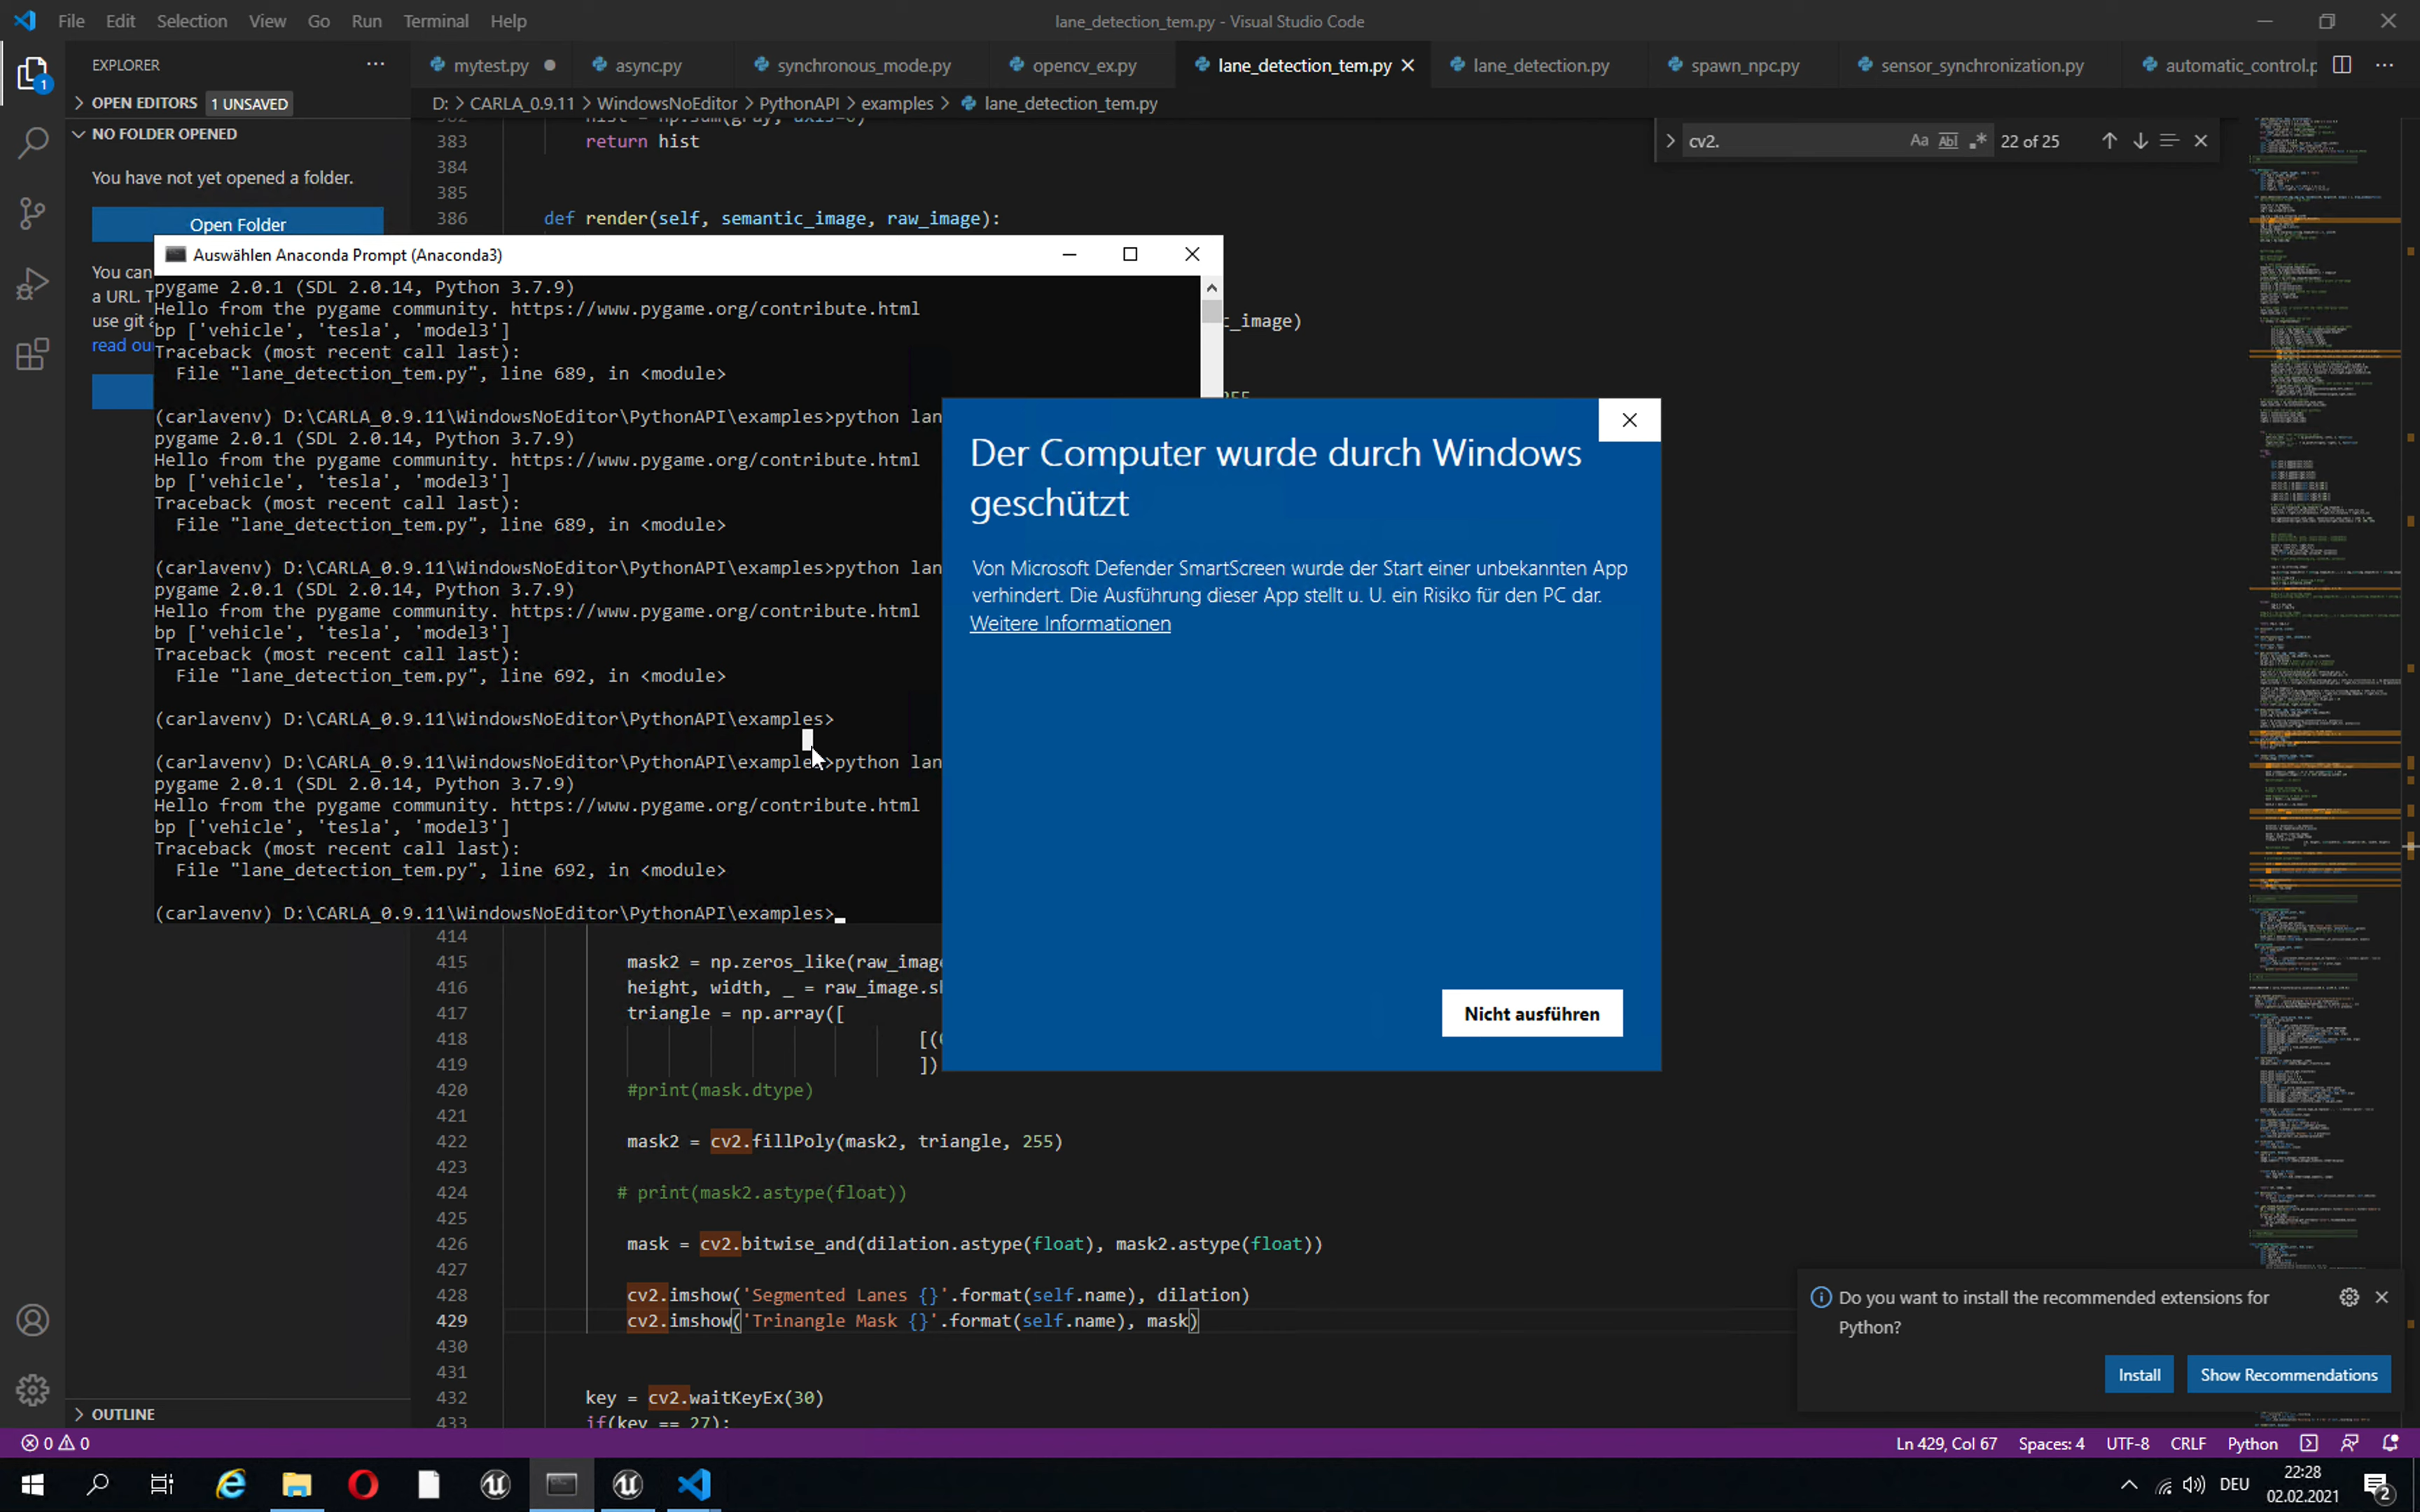 File Edit Selection View Go Run Terminal Help
lane_detection_tem.py - Visual Studio Code
EXPLORER
mytest.py
async.py
synchronous_mode.py
opencv_ex.py
lane_detection_tem.py
lane_detection.py
spawn_npc.py
sensor_synchronization.py
automatic_control.p
OPEN EDITORS 1 UNSAVED
D: > CARLA_0.9.11 > WindowsNoEditor > PythonAPI > examples > lane_detection_tem.py
NO FOLDER OPENED
You have not yet opened a folder.
Open Folder
You can
a URL. T
use git a
read our
OUTLINE
cv2.
22 of 25
383 return hist
384
385
386 def render(self, semantic_image, raw_image):
c_image)
Auswählen Anaconda Prompt (Anaconda3)
pygame 2.0.1 (SDL 2.0.14, Python 3.7.9)
Hello from the pygame community. https://www.pygame.org/contribute.html
bp ['vehicle', 'tesla', 'model3']
Traceback (most recent call last):
File "lane_detection_tem.py", line 689, in <module>
(carlavenv) D:\CARLA_0.9.11\WindowsNoEditor\PythonAPI\examples>python lan
pygame 2.0.1 (SDL 2.0.14, Python 3.7.9)
Hello from the pygame community. https://www.pygame.org/contribute.html
bp ['vehicle', 'tesla', 'model3']
Traceback (most recent call last):
File "lane_detection_tem.py", line 689, in <module>
(carlavenv) D:\CARLA_0.9.11\WindowsNoEditor\PythonAPI\examples>python lan
pygame 2.0.1 (SDL 2.0.14, Python 3.7.9)
Hello from the pygame community. https://www.pygame.org/contribute.html
bp ['vehicle', 'tesla', 'model3']
Traceback (most recent call last):
File "lane_detection_tem.py", line 692, in <module>
(carlavenv) D:\CARLA_0.9.11\WindowsNoEditor\PythonAPI\examples>
(carlavenv) D:\CARLA_0.9.11\WindowsNoEditor\PythonAPI\examples>python lan
pygame 2.0.1 (SDL 2.0.14, Python 3.7.9)
Hello from the pygame community. https://www.pygame.org/contribute.html
bp ['vehicle', 'tesla', 'model3']
Traceback (most recent call last):
File "lane_detection_tem.py", line 692, in <module>
(carlavenv) D:\CARLA_0.9.11\WindowsNoEditor\PythonAPI\examples>
Der Computer wurde durch Windows
geschützt
Von Microsoft Defender SmartScreen wurde der Start einer unbekannten App
verhindert. Die Ausführung dieser App stellt u. U. ein Risiko für den PC dar.
Weitere Informationen
Nicht ausführen
414
415 mask2 = np.zeros_like(raw_image
416 height, width, _ = raw_image.sh
417 triangle = np.array([
418 [(
419 ])
420 #print(mask.dtype)
421
422 mask2 = cv2.fillPoly(mask2, triangle, 255)
423
424 # print(mask2.astype(float))
425
426 mask = cv2.bitwise_and(dilation.astype(float), mask2.astype(float))
427
428 cv2.imshow('Segmented Lanes {}'.format(self.name), dilation)
429 cv2.imshow('Trinangle Mask {}'.format(self.name), mask)
430
431
432 key = cv2.waitKeyEx(30)
433 if(key == 27):
Do you want to install the recommended extensions for
Python?
Install
Show Recommendations
0 0
Ln 429, Col 67 Spaces: 4 UTF-8 CRLF Python
DEU
22:28
02.02.2021
2